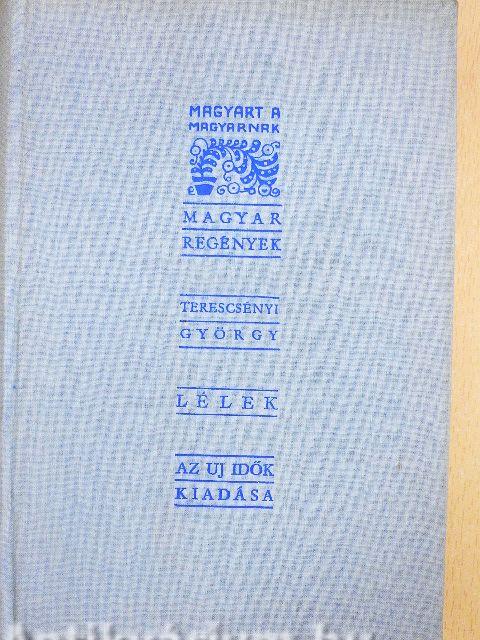 MAGYART A
MAGYARNAK
MAGYAR
REGÉNYEK
TERESCSÉNYI
GYÖRGY
LÉLEK
AZ UJ IDŐK
KIADÁSA